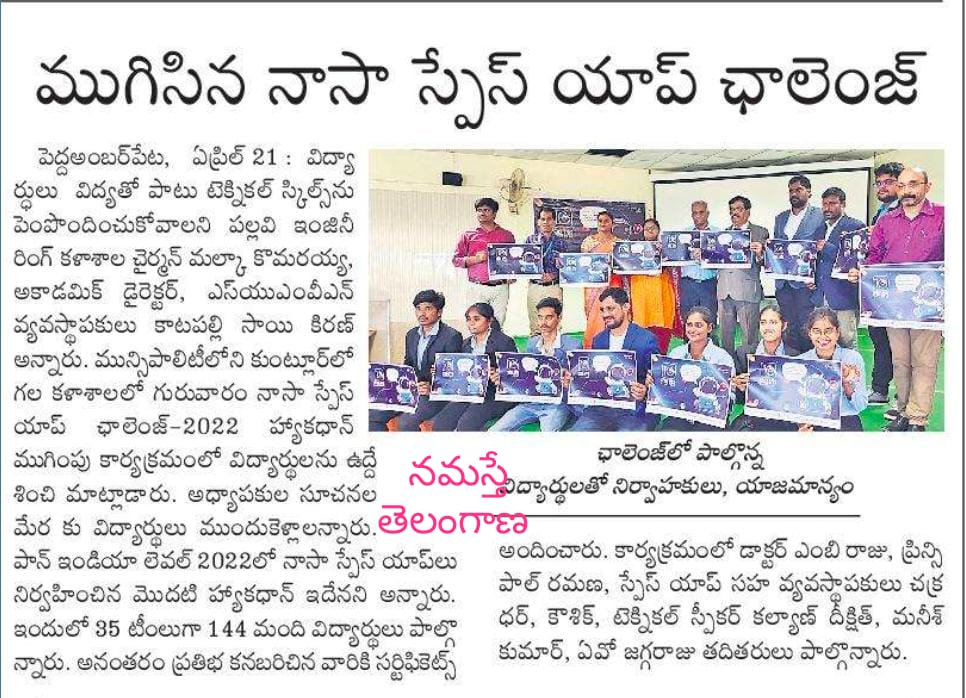 ముగిసిన నాసా స్పేస్ యాప్ ఛాలెంజ్
పెద్దఅంబర్‌పేట, ఏప్రిల్ 21 : విద్యా
ర్థులు విద్యతో పాటు టెక్నికల్ స్కిల్స్‌ను
పెంపొందించుకోవాలని పల్లవి ఇంజినీ
రింగ్ కళాశాల చైర్మన్ మల్కా కొమరయ్య,
అకాడమిక్ డైరెక్టర్, ఎస్‌యుఎంవీఎన్
వ్యవస్థాపకులు కాటపల్లి సాయి కిరణ్
అన్నారు. మున్సిపాలిటీలోని కుంట్లూర్‌లో
గల కళాశాలలో గురువారం నాసా స్పేస్
యాప్ ఛాలెంజ్-2022 హ్యాకథాన్
ముగింపు కార్యక్రమంలో విద్యార్థులను ఉద్దే
శించి మాట్లాడారు. అధ్యాపకుల సూచనల
మేర కు విద్యార్థులు ముందుకెళ్లాలన్నారు.
పాన్ ఇండియా లెవల్ 2022లో నాసా స్పేస్ యాప్‌లు
నిర్వహించిన మొదటి హ్యాకథాన్ ఇదేనని అన్నారు.
ఇందులో 35 టీంలుగా 144 మంది విద్యార్థులు పాల్గొ
న్నారు. అనంతరం ప్రతిభ కనబరిచిన వారికి సర్టిఫికెట్స్
ఛాలెంజ్‌లో పాల్గొన్న
విద్యార్థులతో నిర్వాహకులు, యాజమాన్యం
నమస్తే
తెలంగాణ
అందించారు. కార్యక్రమంలో డాక్టర్ ఎంబి రాజు, ప్రిన్సి
పాల్ రమణ, స్పేస్ యాప్ సహ వ్యవస్థాపకులు చక్ర
ధర్, కౌశిక్, టెక్నికల్ స్పీకర్ కల్యాణ్ దీక్షిత్, మనీశ్
కుమార్, ఏవో జగ్గరాజు తదితరులు పాల్గొన్నారు.